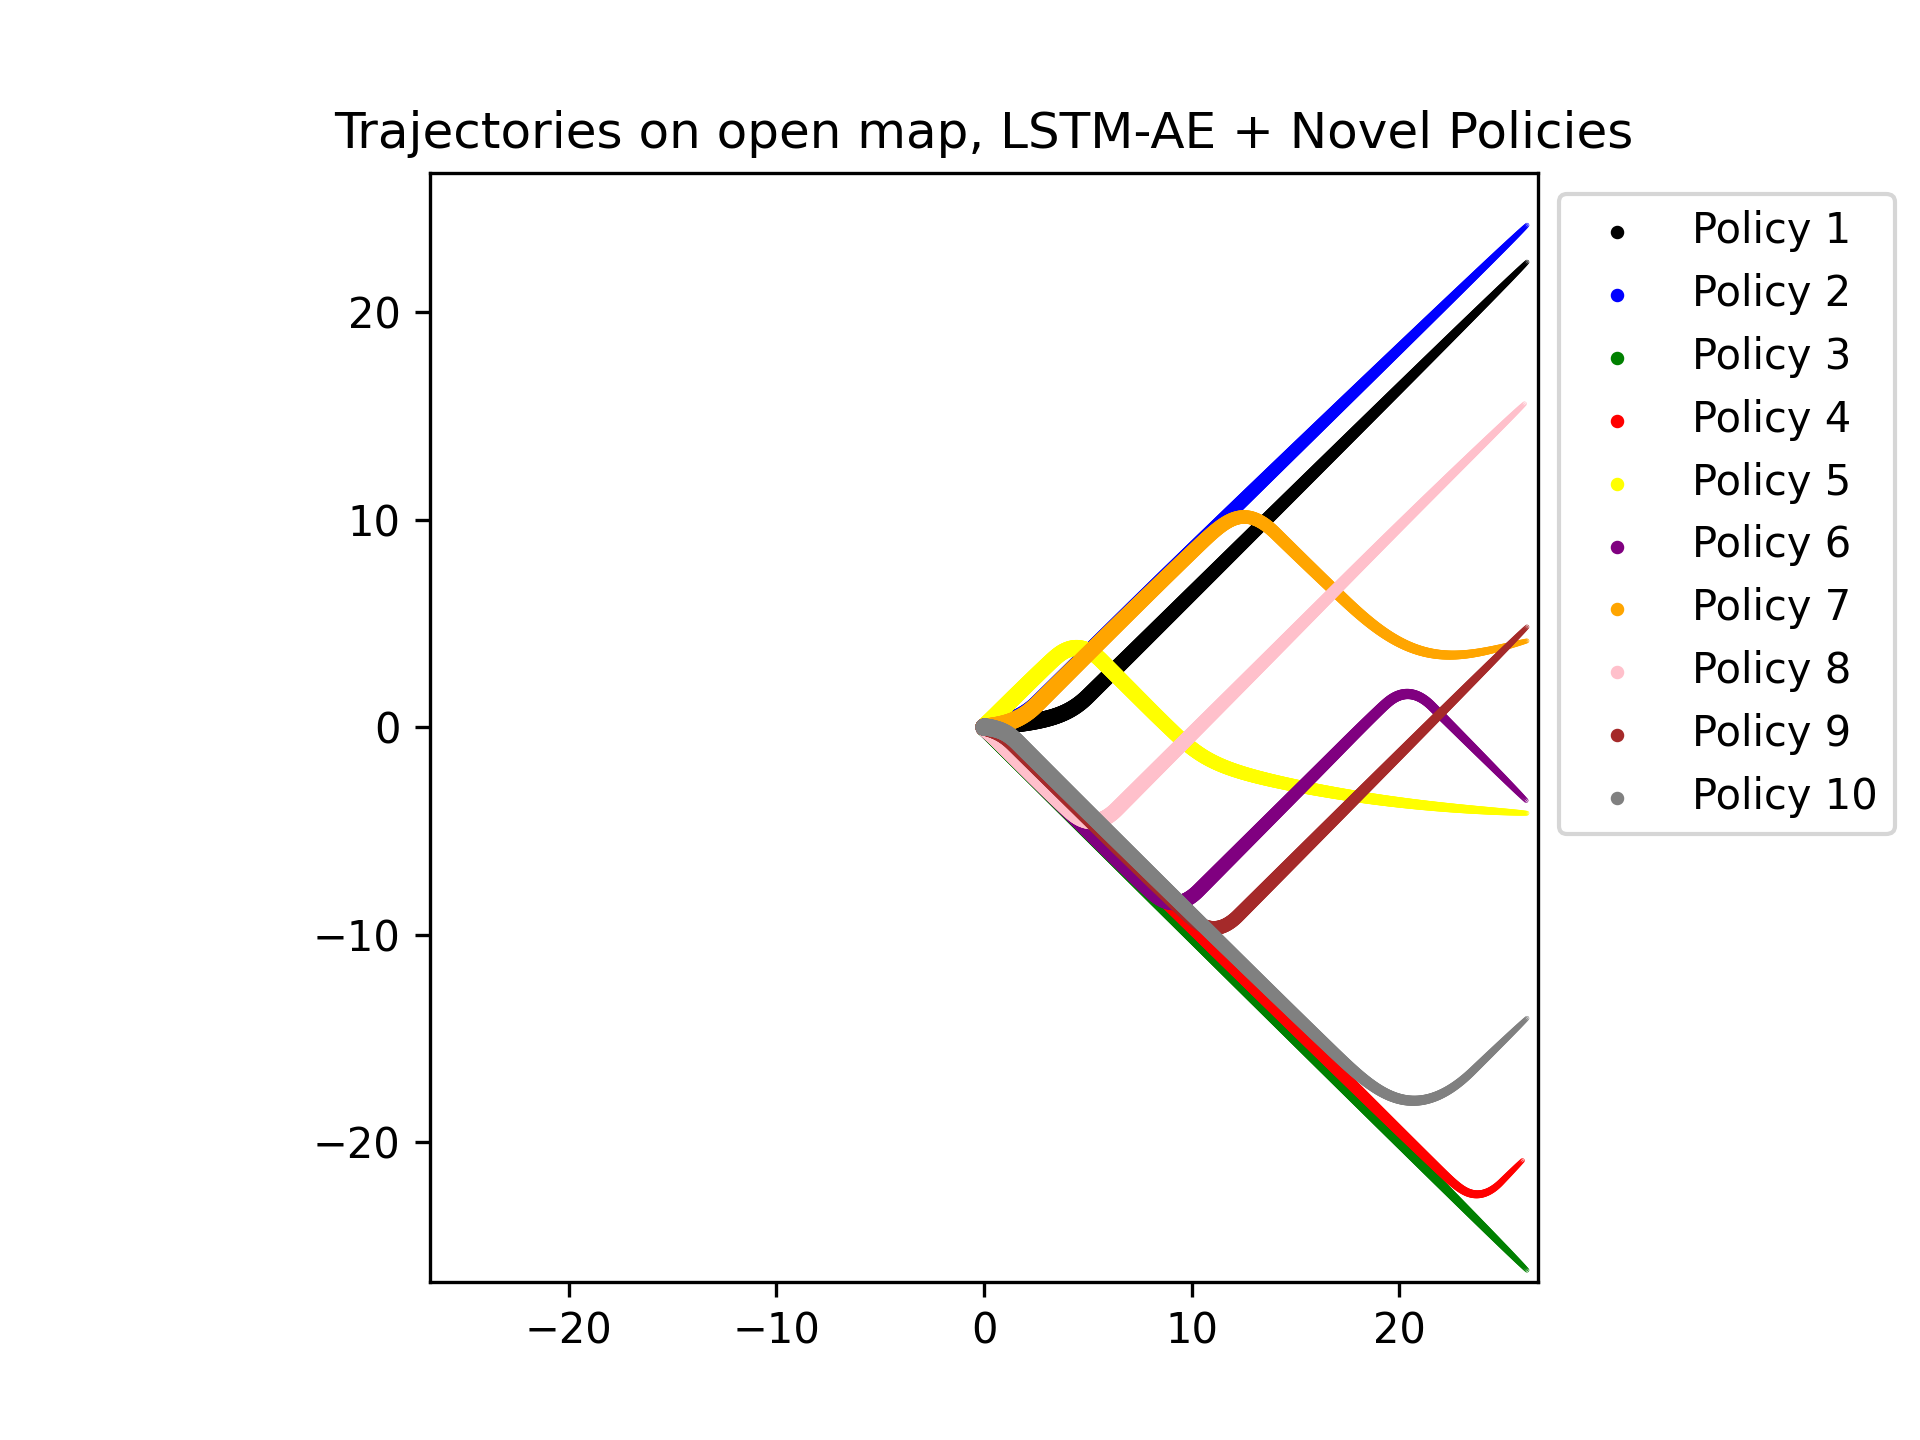 Trajectories on open map, LSTM-AE + Novel Policies
20
10
0
−10
−20
−20 −10 0 10 20
Policy 1
Policy 2
Policy 3
Policy 4
Policy 5
Policy 6
Policy 7
Policy 8
Policy 9
Policy 10